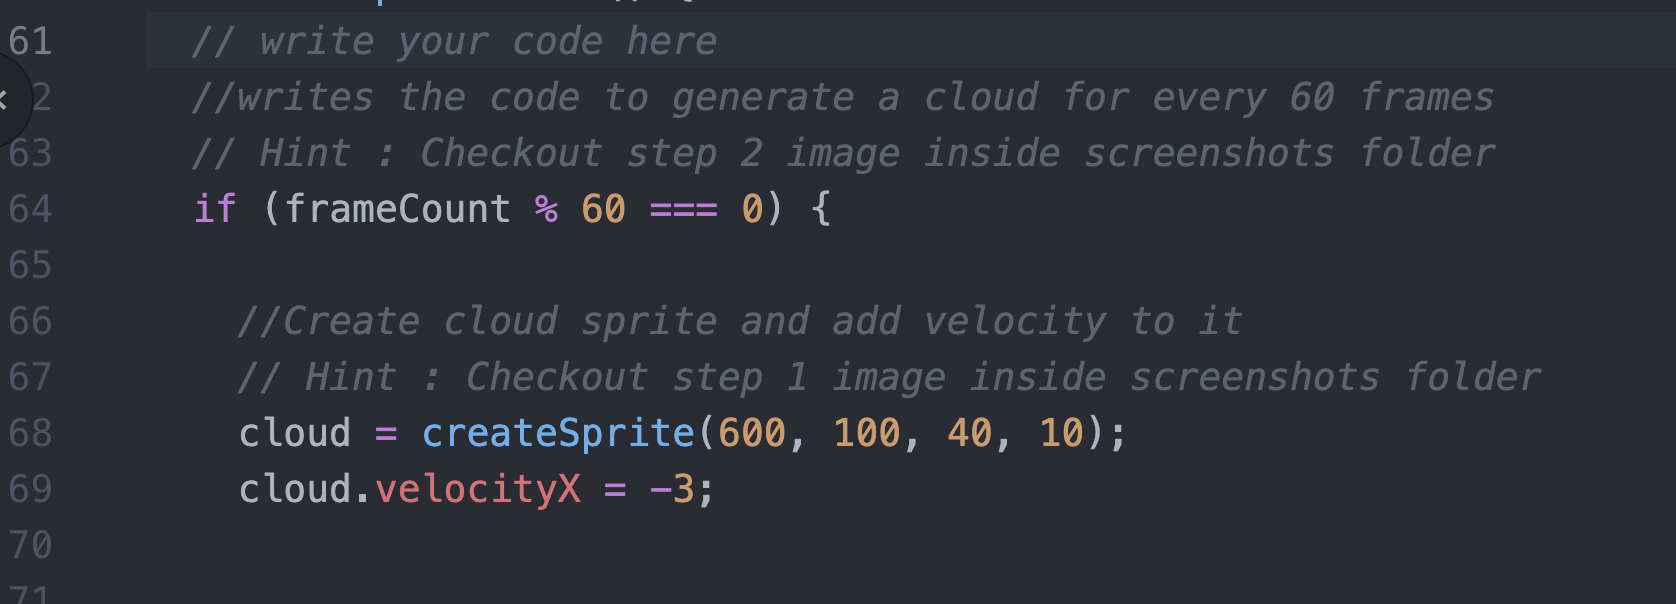 61 // write your code here
2 //writes the code to generate a cloud for every 60 frames
63 // Hint : Checkout step 2 image inside screenshots folder
64 if (frameCount % 60 === 0) {
65
66 //Create cloud sprite and add velocity to it
67 // Hint : Checkout step 1 image inside screenshots folder
68 cloud = createSprite(600, 100, 40, 10);
69 cloud.velocityX = -3;
70
71